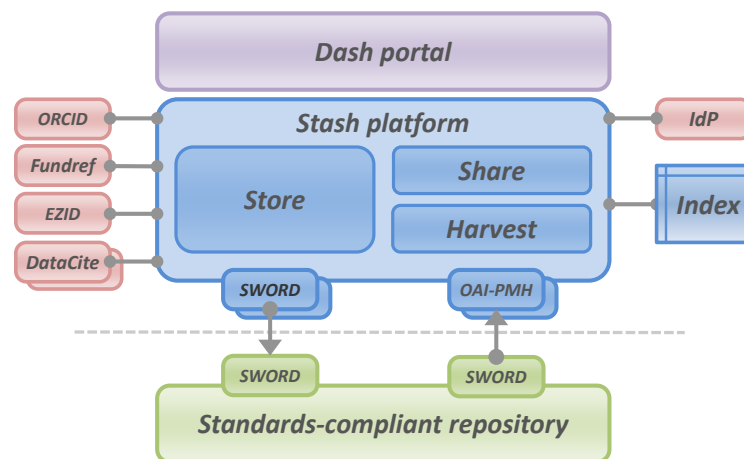 Dash portal
ORCID
Stash platform
IdP
Fundref
Store
Share
EZID
Harvest
Index
DataCite
SWORD
OAI-PMH
SWORD
SWORD
Standards-compliant repository